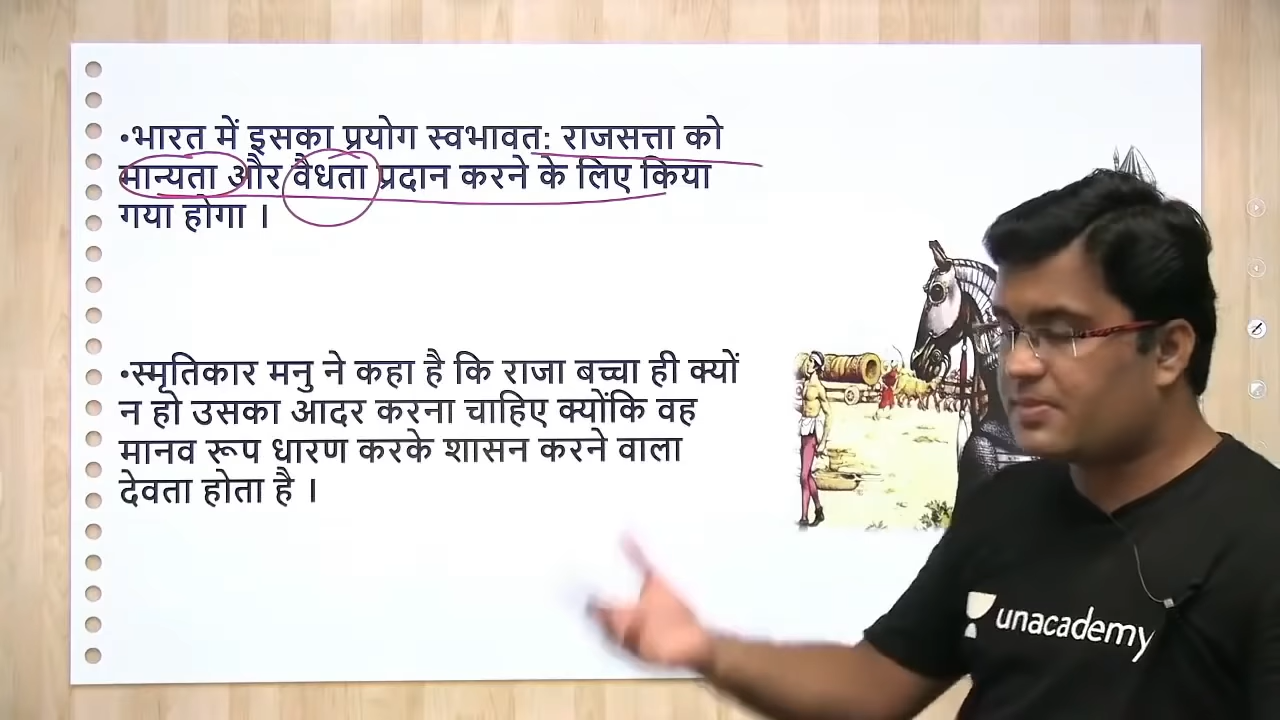 •भारत में इसका प्रयोग स्वभावत: राजसत्ता को
मान्यता और वैधता प्रदान करने के लिए किया
गया होगा ।
•स्मृतिकार मनु ने कहा है कि राजा बच्चा ही क्यों
न हो उसका आदर करना चाहिए क्योंकि वह
मानव रूप धारण करके शासन करने वाला
देवता होता है ।
unacademy